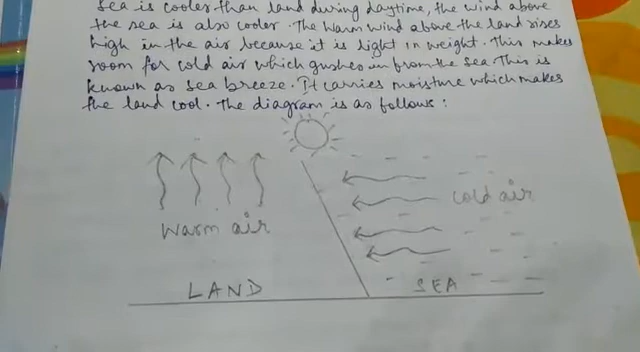 Sea is cooler than land during daytime, the wind above
the sea is also cooler. The warm wind above the land rises
high in the air because it is light in weight. This makes
room for cold air which gushes in from the sea. This is
known as sea breeze. It carries moisture which makes
the land cool. The diagram is as follows:
cold air
Warm air
LAND
SEA